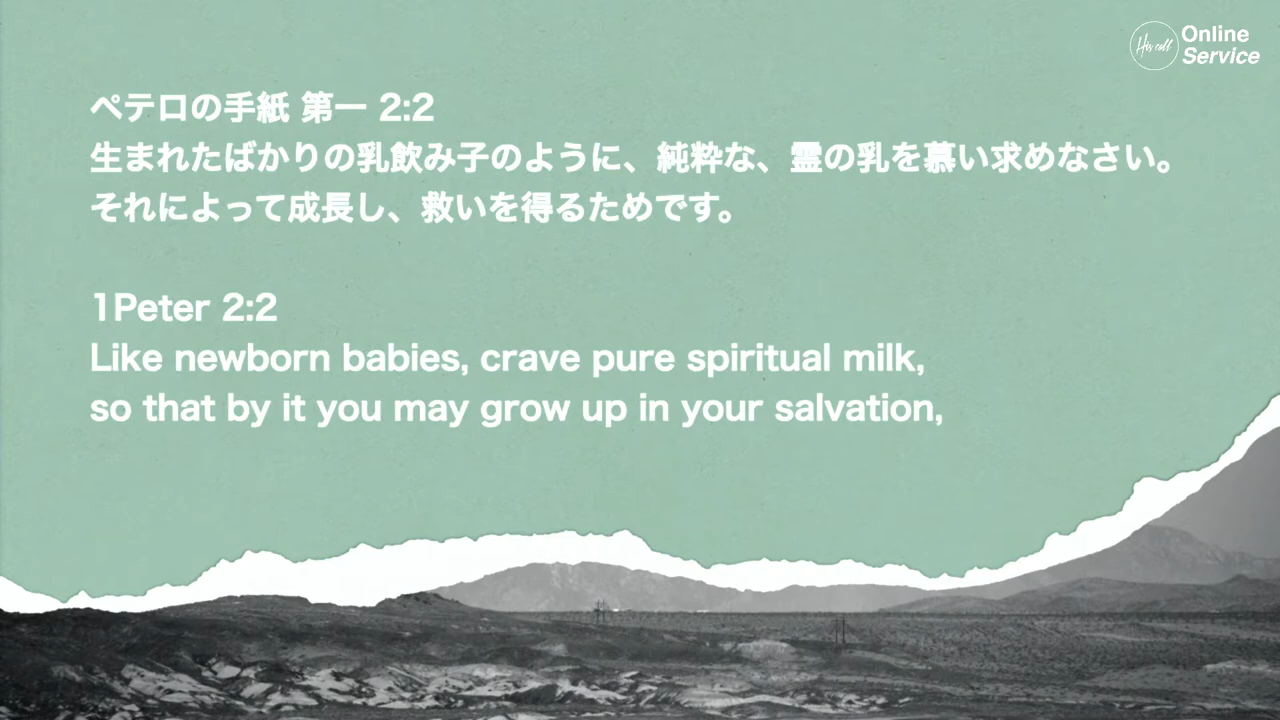 His call
Online
Service
ペテロの手紙 第一 2:2
生まれたばかりの乳飲み子のように、純粋な、霊の乳を慕い求めなさい。
それによって成長し、救いを得るためです。
1Peter 2:2
Like newborn babies, crave pure spiritual milk,
so that by it you may grow up in your salvation,